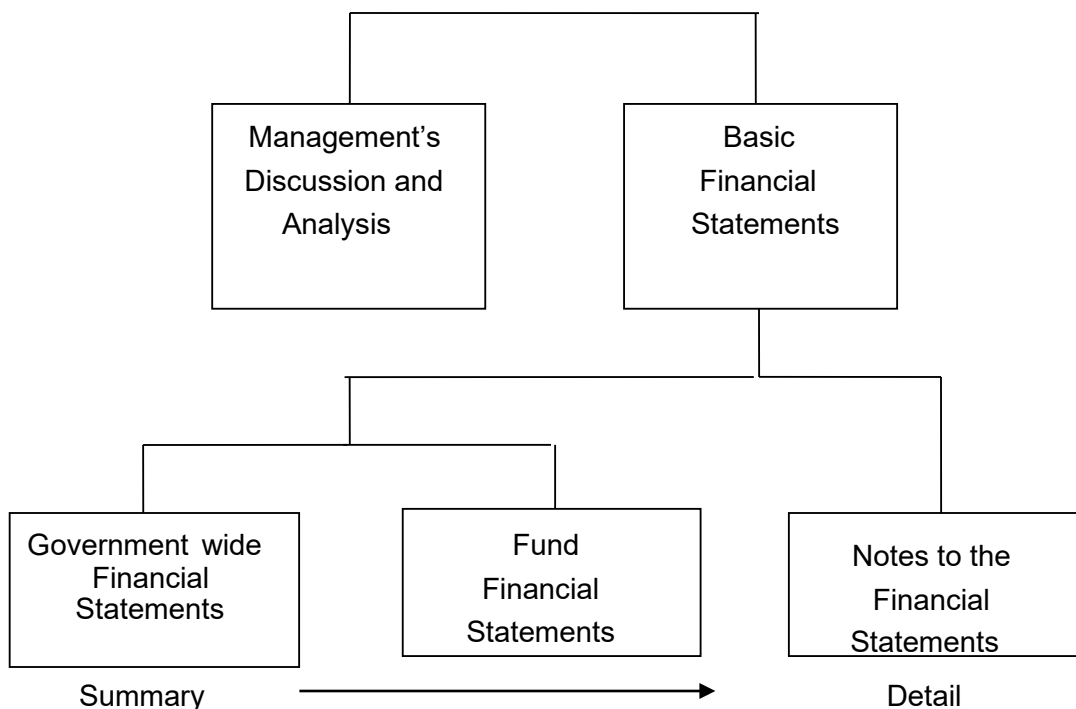 Management’s
Discussion and
Analysis
Basic
Financial
Statements
Government wide
Financial
Statements
Fund
Financial
Statements
Notes to the
Financial
Statements
Summary
Detail